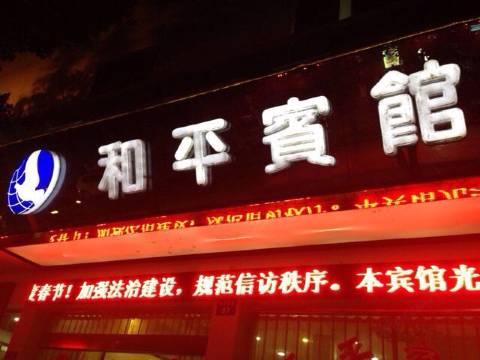 和平賓館
春节！加强法治建设，规范信访秩序。本宾馆光